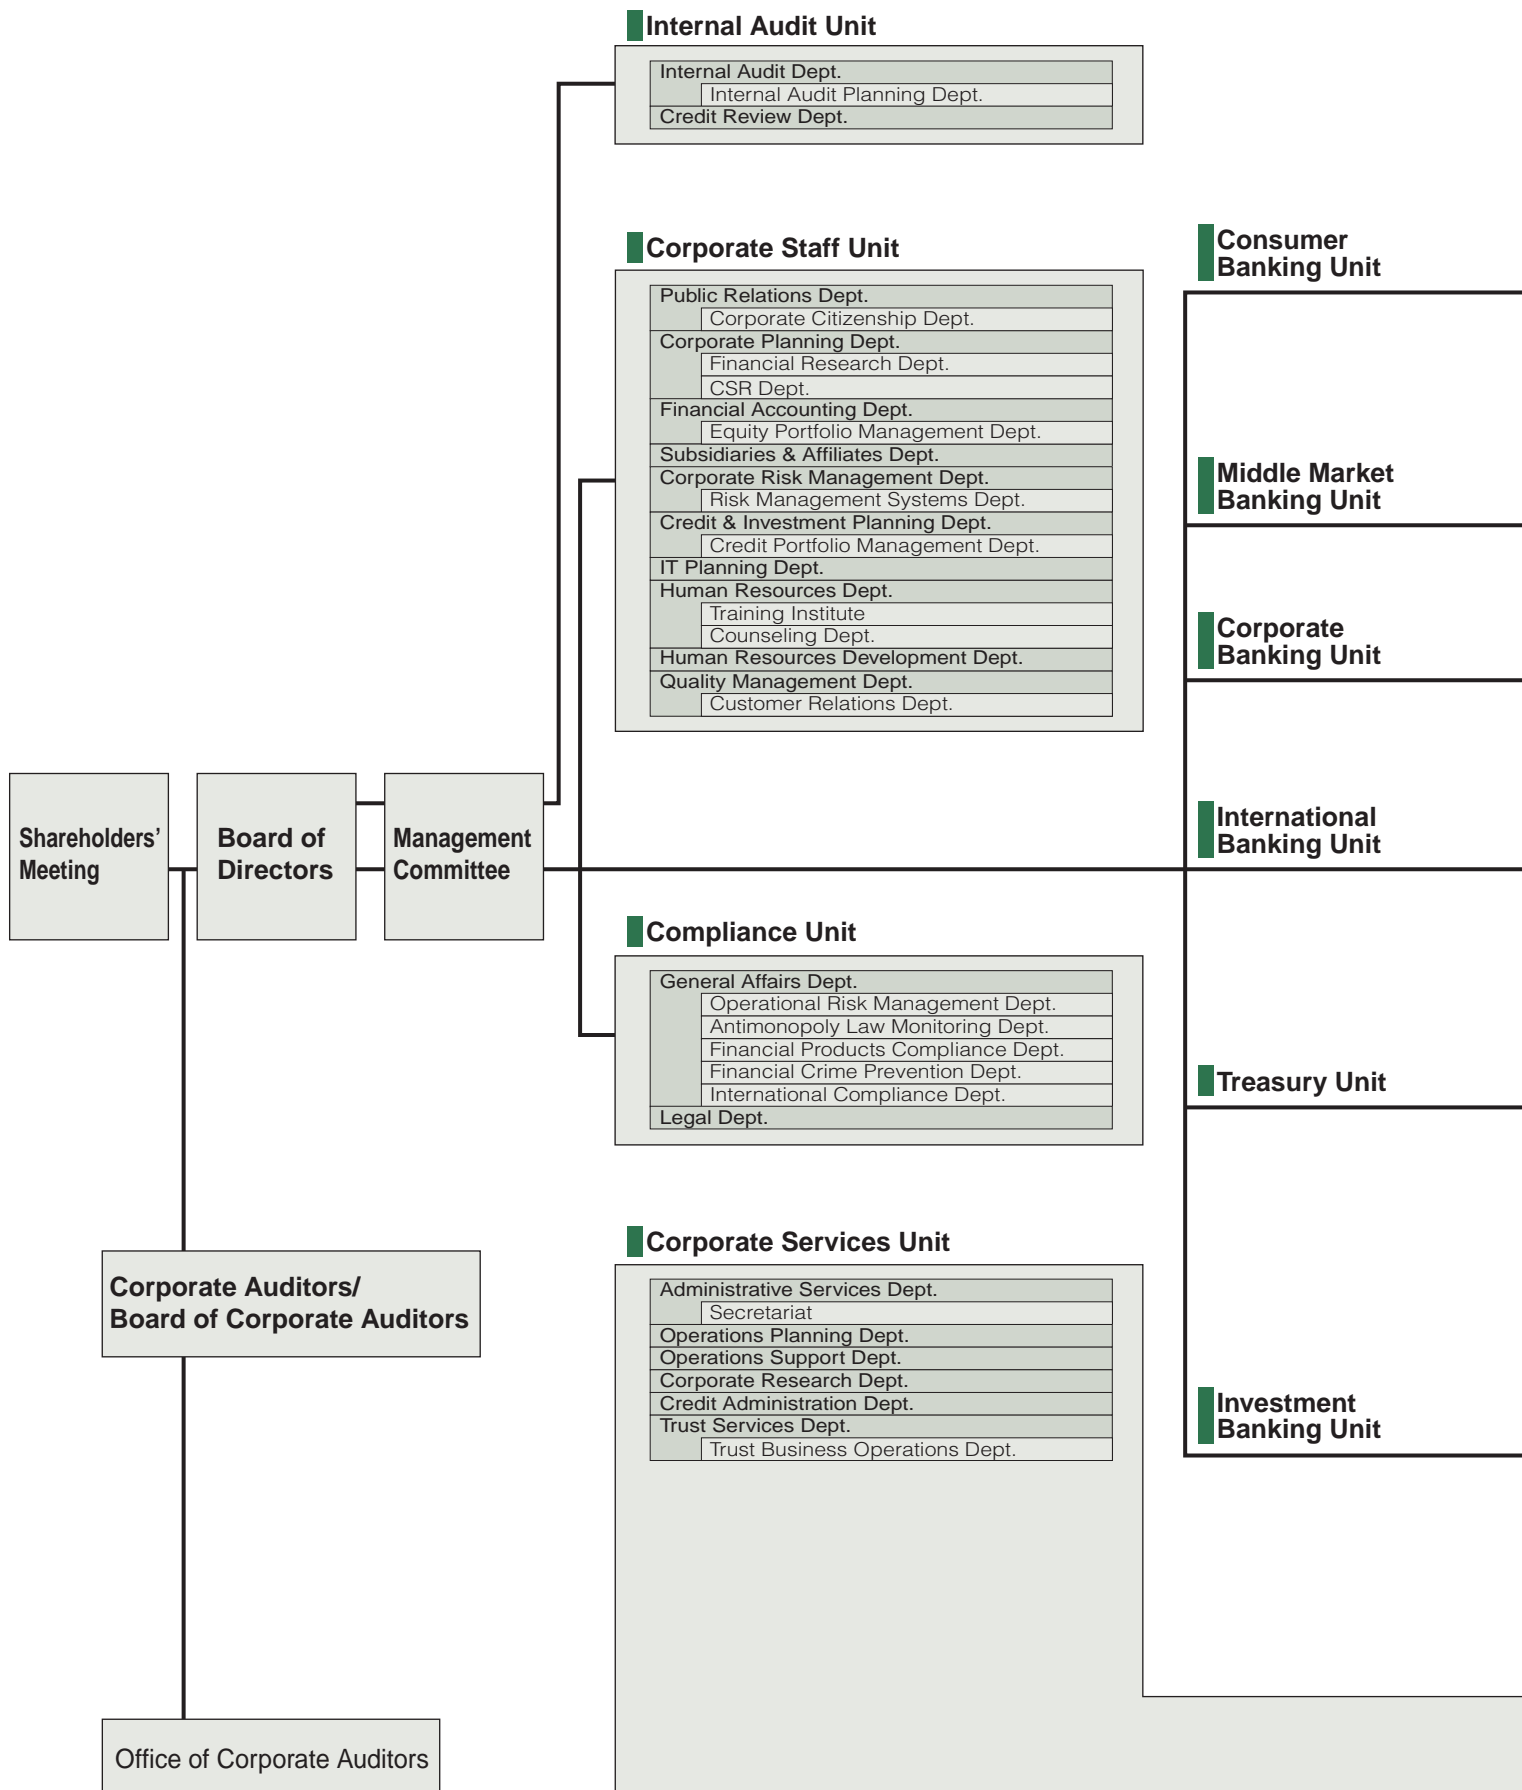 Internal Audit Unit
Internal Audit Dept.
Internal Audit Planning Dept.
Credit Review Dept.
Corporate Staff Unit
Public Relations Dept.
Corporate Citizenship Dept.
Corporate Planning Dept.
Financial Research Dept.
CSR Dept.
Financial Accounting Dept.
Equity Portfolio Management Dept.
Subsidiaries & Affiliates Dept.
Corporate Risk Management Dept.
Risk Management Systems Dept.
Credit & Investment Planning Dept.
Credit Portfolio Management Dept.
IT Planning Dept.
Human Resources Dept.
Training Institute
Counseling Dept.
Human Resources Development Dept.
Quality Management Dept.
Customer Relations Dept.
Shareholders’
Meeting
Board of
Directors
Management
Committee
Compliance Unit
General Affairs Dept.
Operational Risk Management Dept.
Antimonopoly Law Monitoring Dept.
Financial Products Compliance Dept.
Financial Crime Prevention Dept.
International Compliance Dept.
Legal Dept.
Corporate Auditors/
Board of Corporate Auditors
Office of Corporate Auditors
Corporate Services Unit
Administrative Services Dept.
Secretariat
Operations Planning Dept.
Operations Support Dept.
Corporate Research Dept.
Credit Administration Dept.
Trust Services Dept.
Trust Business Operations Dept.
Consumer
Banking Unit
Middle Market
Banking Unit
Corporate
Banking Unit
International
Banking Unit
Treasury Unit
Investment
Banking Unit